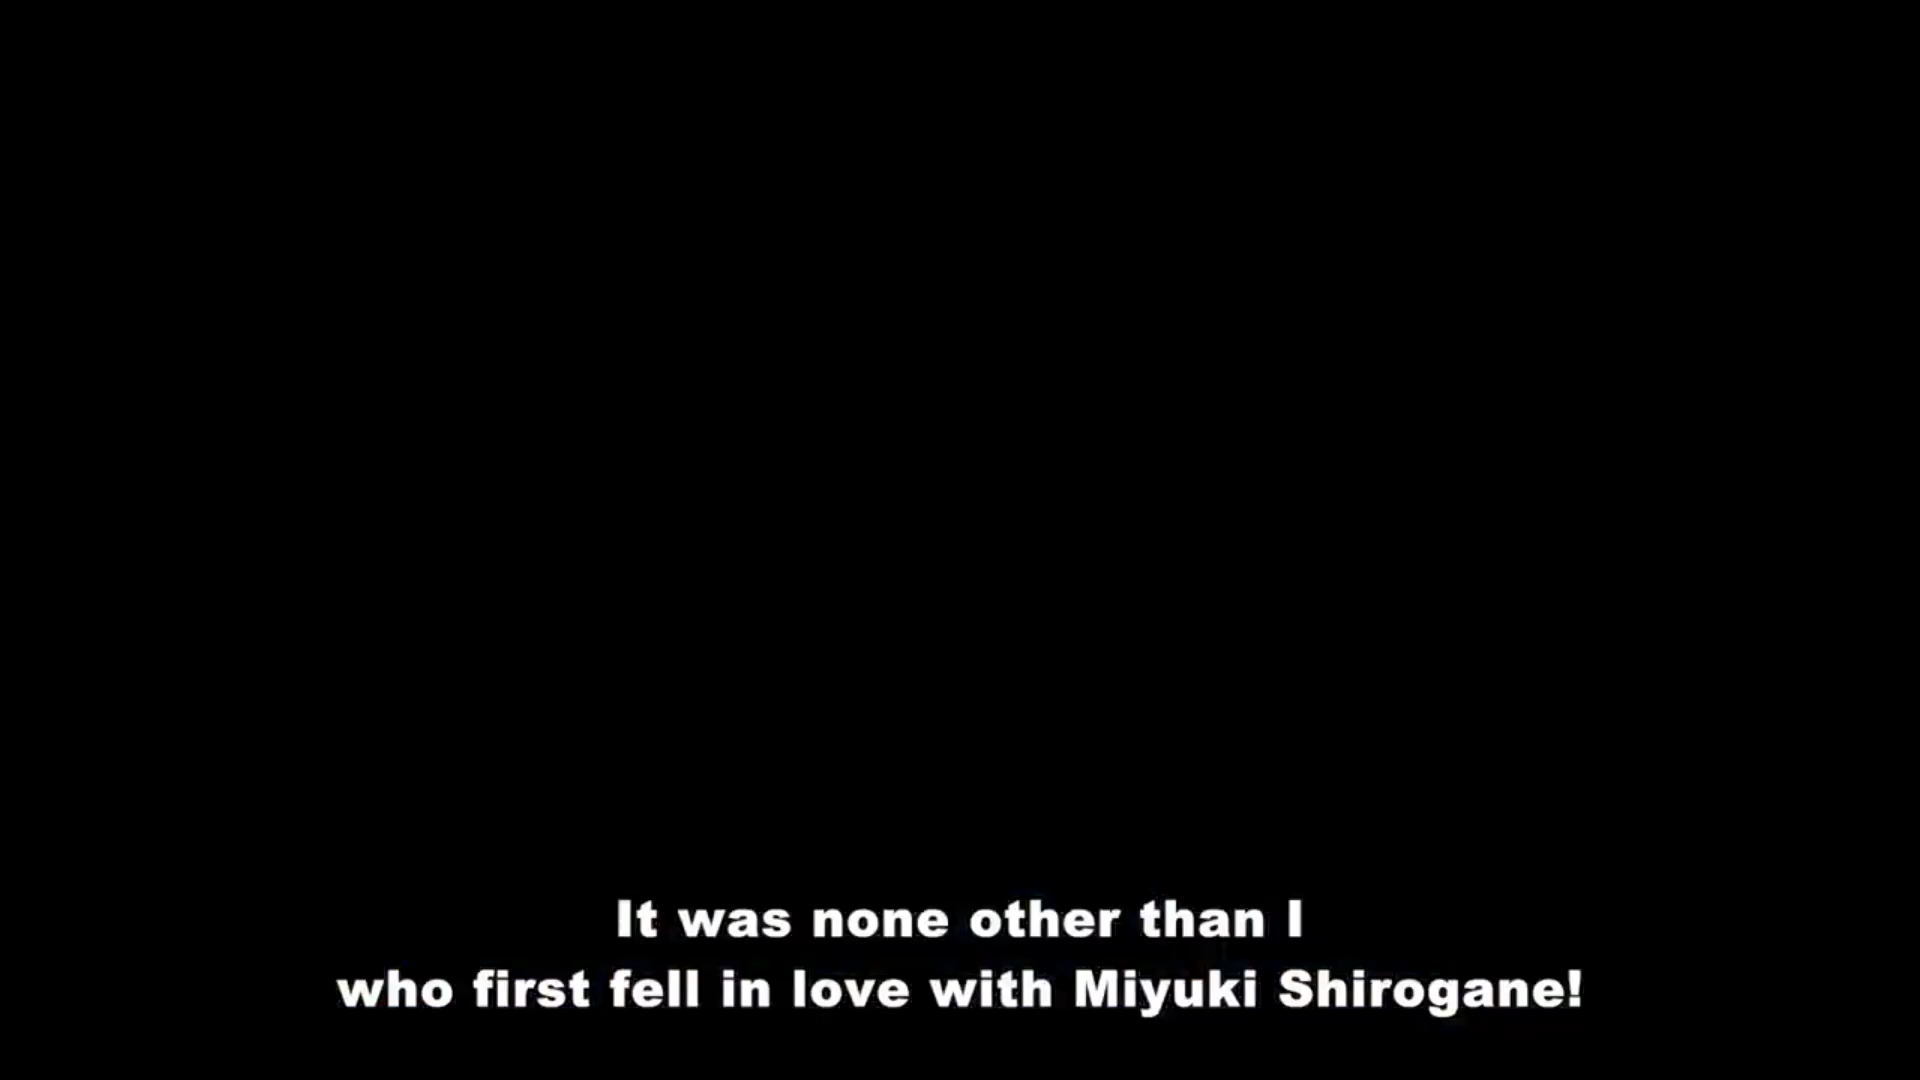 It was none other than I
who first fell in love with Miyuki Shirogane!